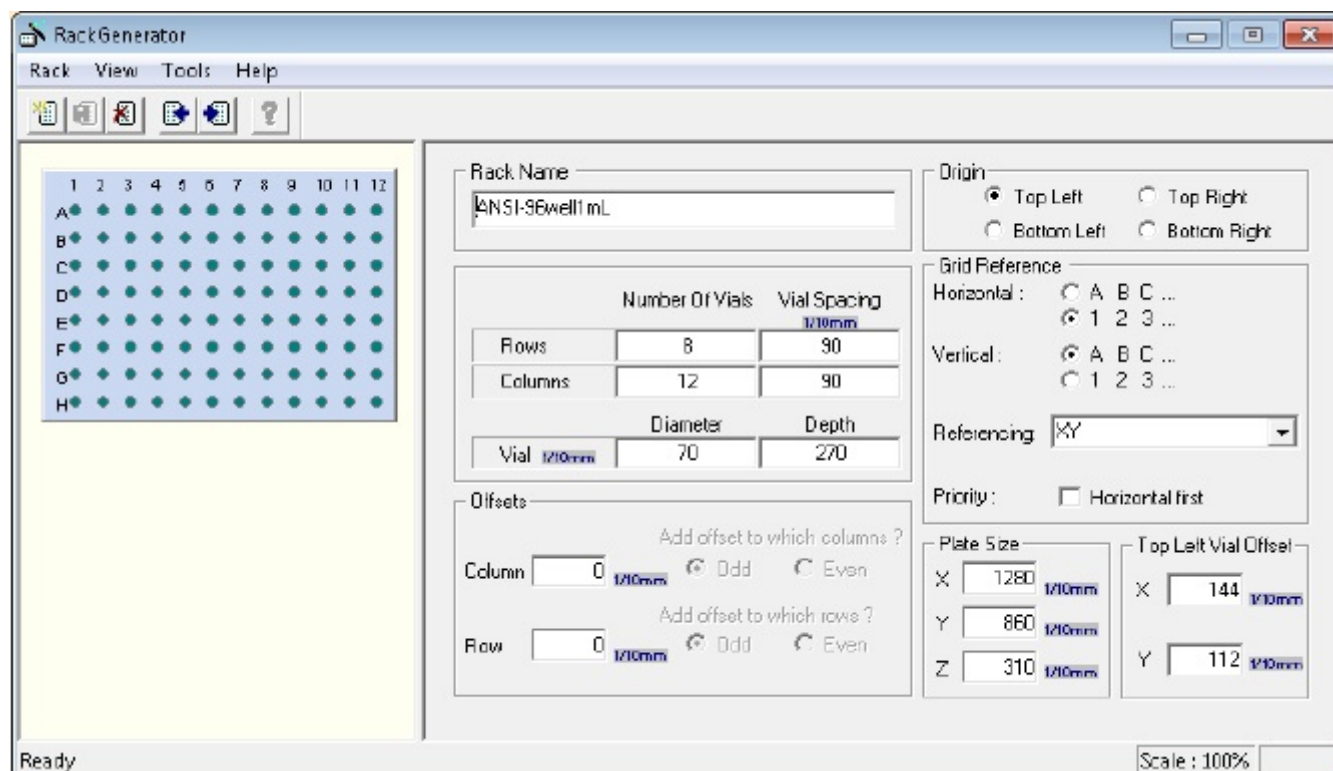 RackGenerator
Rack View Tools Help
1 2 3 4 5 6 7 8 9 10 11 12
A
B
C
D
E
F
G
H
Rack Name
ANSI-96well1mL
Number Of Vials Vial Spacing
1/10mm
Rows 8 90
Columns 12 90
Diameter Depth
Vial 1/10mm 70 270
Offsets
Add offset to which columns ?
Column 0 1/10mm Odd Even
Add offset to which rows ?
Row 0 1/10mm Odd Even
Origin
Top Left Top Right
Bottom Left Bottom Right
Grid Reference
Horizontal : A B C ...
1 2 3 ...
Vertical : A B C ...
1 2 3 ...
Referencing: XY
Priority : Horizontal first
Plate Size
X 1280 1/10mm
Y 860 1/10mm
Z 310 1/10mm
Top Left Vial Offset
X 144 1/10mm
Y 112 1/10mm
Ready
Scale : 100%